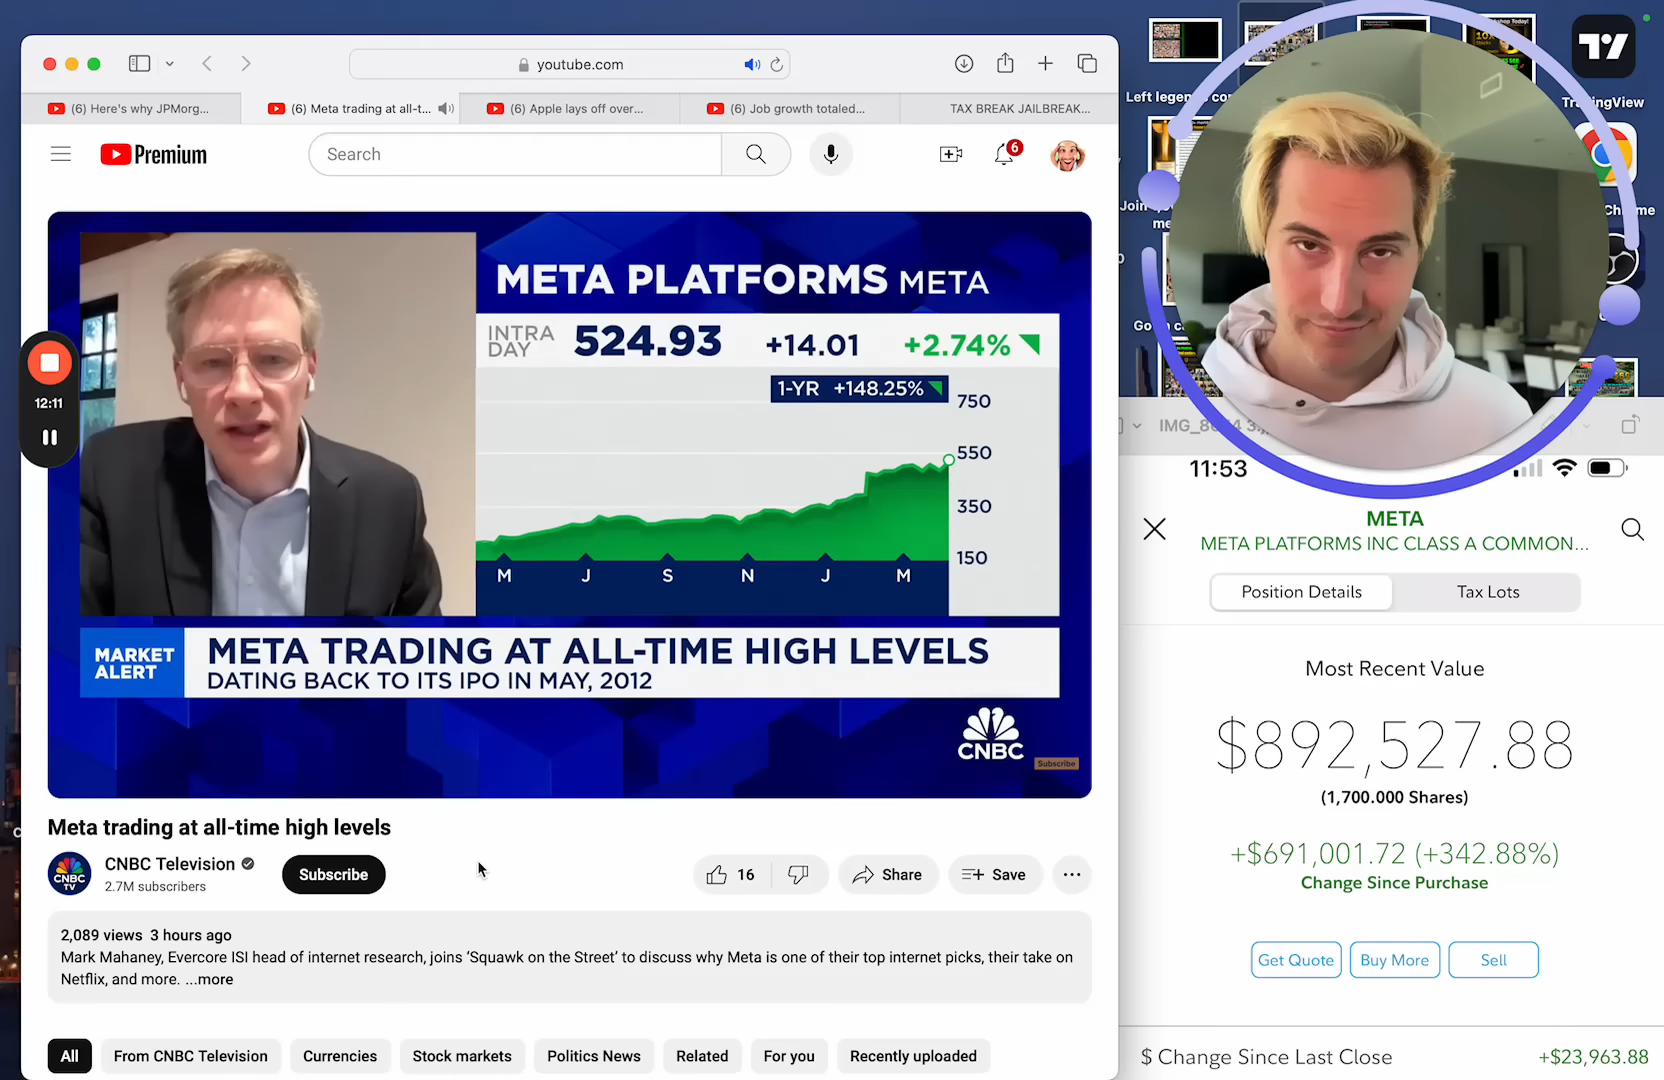 youtube.com
(6) Here's why JPMorg...
(6) Meta trading at all-t...
(6) Apple lays off over...
(6) Job growth totaled...
TAX BREAK JAILBREAK...
Premium
Search
6
META PLATFORMS META
INTRA DAY 524.93 +14.01 +2.74%
1-YR +148.25%
750
550
350
150
M J S N J M
MARKET ALERT
META TRADING AT ALL-TIME HIGH LEVELS
DATING BACK TO ITS IPO IN MAY, 2012
CNBC
Subscribe
12:11
Meta trading at all-time high levels
CNBC TV
CNBC Television
2.7M subscribers
Subscribe
16
Share
Save
2,089 views 3 hours ago
Mark Mahaney, Evercore ISI head of internet research, joins ‘Squawk on the Street’ to discuss why Meta is one of their top internet picks, their take on
Netflix, and more. ...more
All
From CNBC Television
Currencies
Stock markets
Politics News
Related
For you
Recently uploaded
11:53
META
META PLATFORMS INC CLASS A COMMON...
Position Details
Tax Lots
Most Recent Value
$892,527.88
(1,700.000 Shares)
+$691,001.72 (+342.88%)
Change Since Purchase
Get Quote
Buy More
Sell
$ Change Since Last Close
+$23,963.88